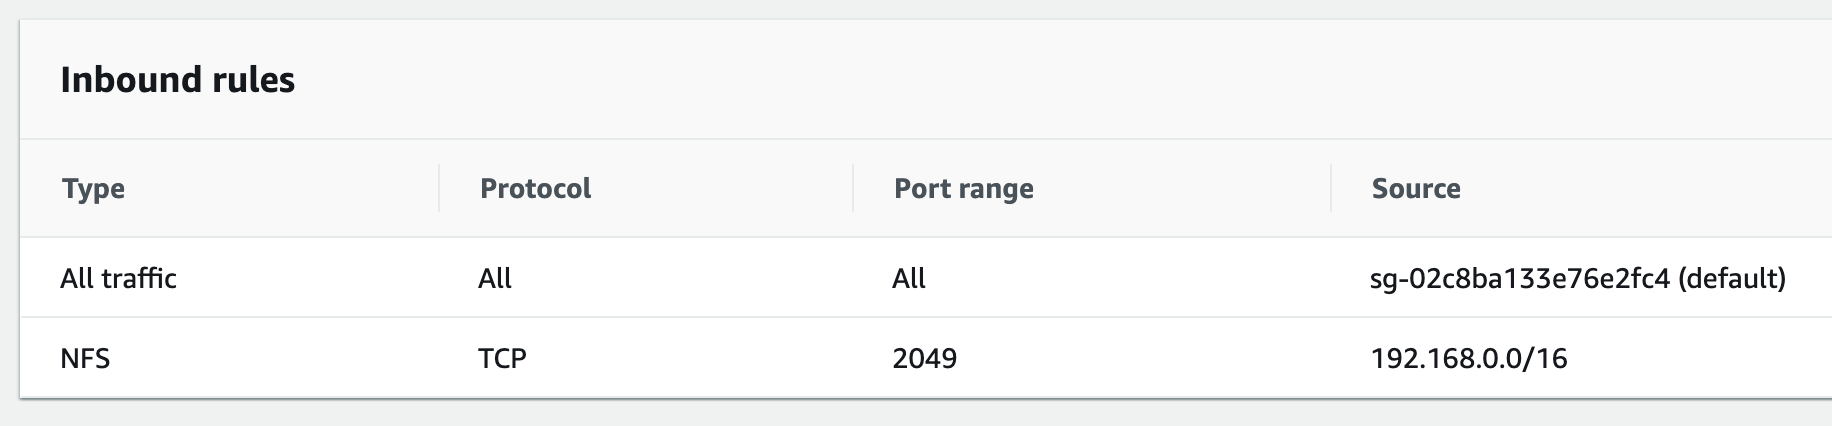 Inbound rules
Type Protocol Port range Source
All traffic All All sg-02c8ba133e76e2fc4 (default)
NFS TCP 2049 192.168.0.0/16